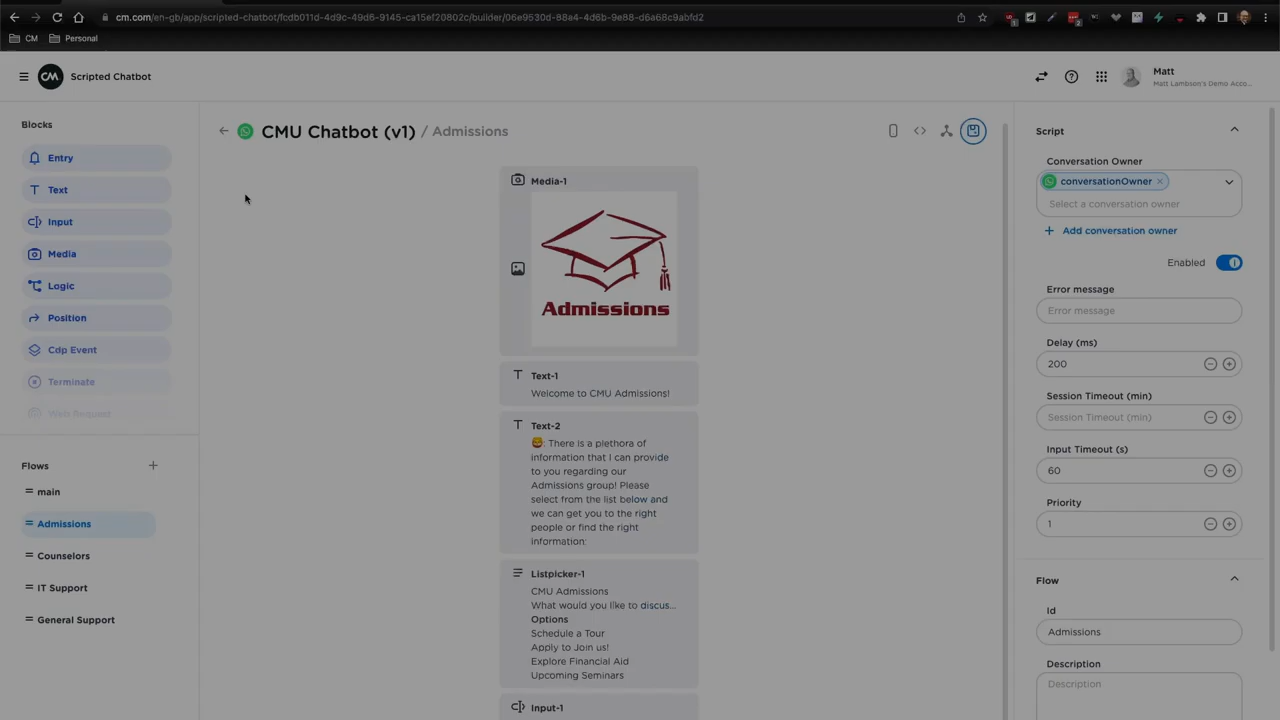 cm.com/en-gb/app/scripted-chatbot/fcdb011d-4d9c-49d6-9145-ca15ef20802c/builder/06e9530d-88a4-4d6b-9e88-d6a68c9abfd2
CM
Personal
CM
Scripted Chatbot
Matt
Matt Lambson's Demo Acco...
Blocks
Entry
Text
Input
Media
Logic
Position
Cdp Event
Terminate
Web Request
Flows
main
Admissions
Counselors
IT Support
General Support
CMU Chatbot (v1) / Admissions
Media-1
Admissions
Text-1
Welcome to CMU Admissions!
Text-2
😄: There is a plethora of
information that I can provide
to you regarding our
Admissions group! Please
select from the list below and
we can get you to the right
people or find the right
information:
Listpicker-1
CMU Admissions
What would you like to discus...
Options
Schedule a Tour
Apply to Join us!
Explore Financial Aid
Upcoming Seminars
Input-1
Script
Conversation Owner
conversationOwner ×
Select a conversation owner
+ Add conversation owner
Enabled
Error message
Error message
Delay (ms)
200
Session Timeout (min)
Session Timeout (min)
Input Timeout (s)
60
Priority
1
Flow
Id
Admissions
Description
Description